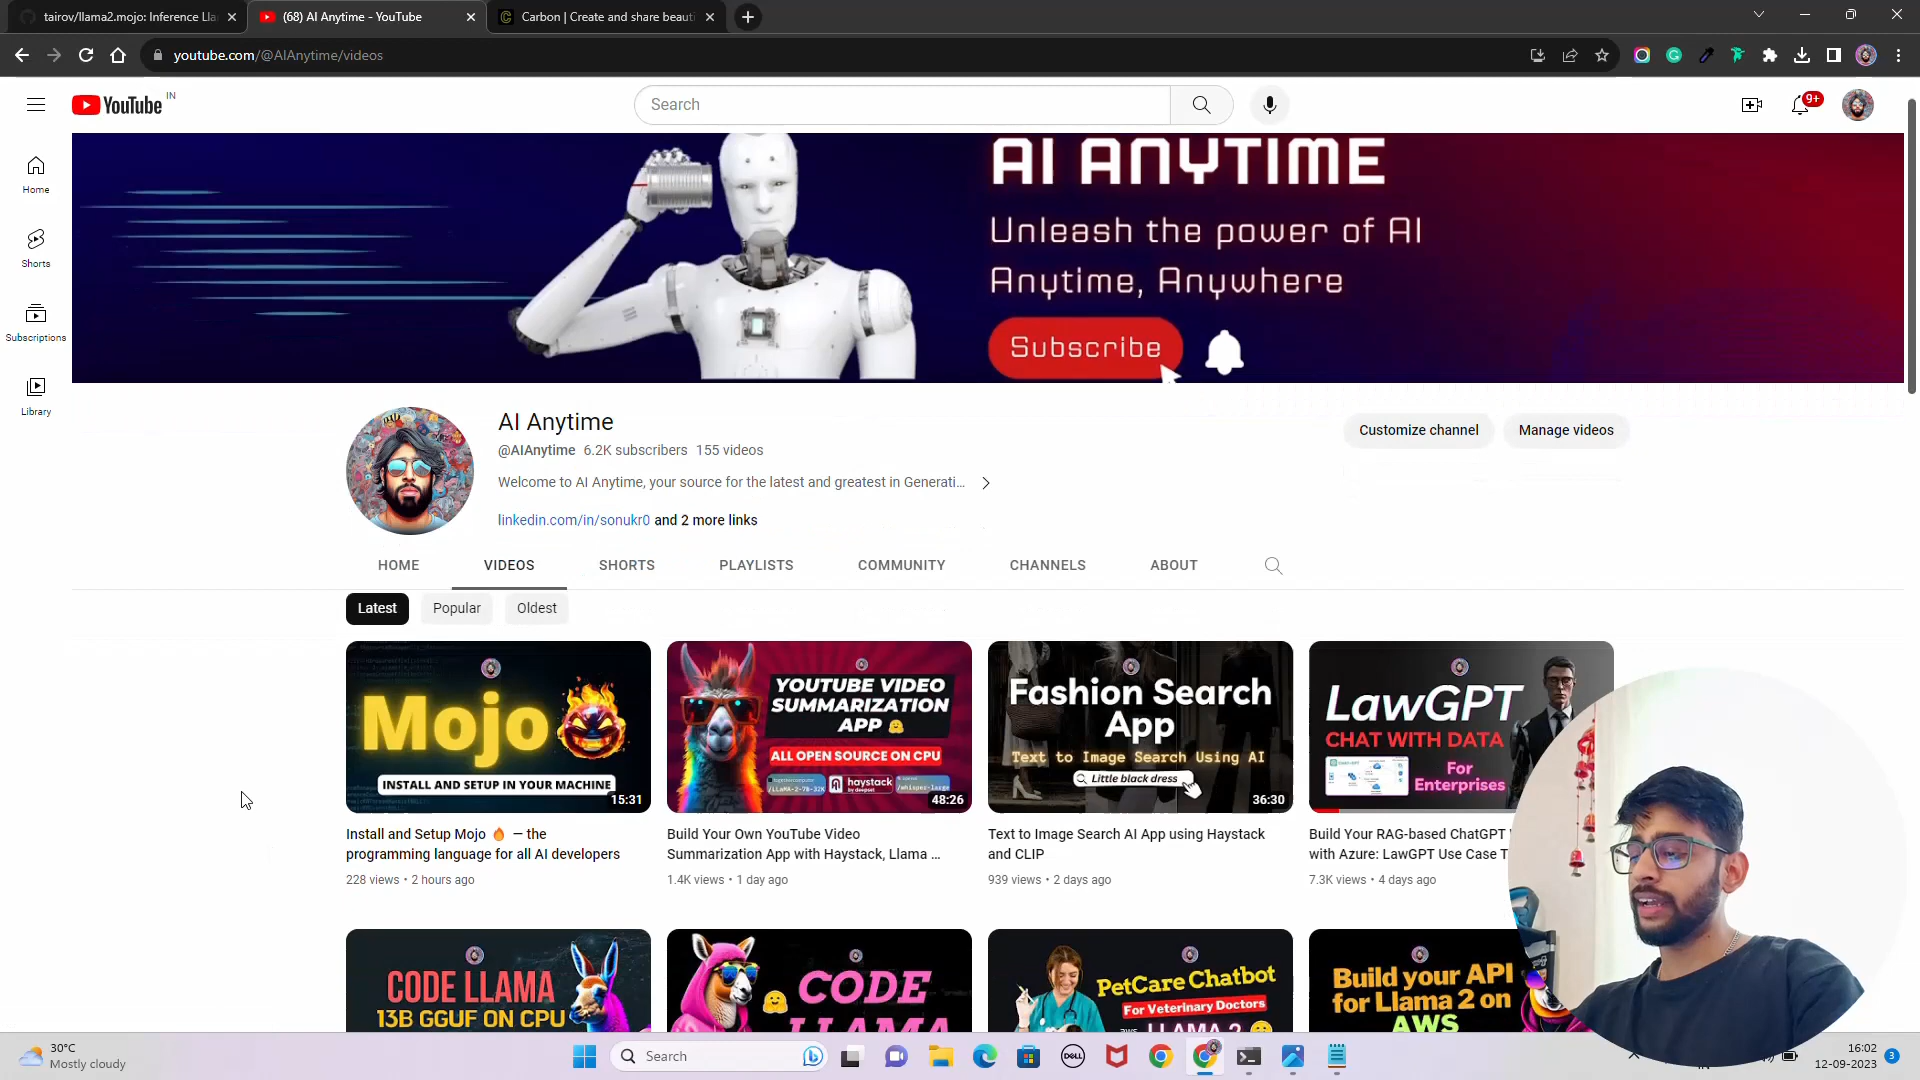 tairov/llama2.mojo: Inference Lla
(68) AI Anytime - YouTube
Carbon | Create and share beauti
youtube.com/@AIAnytime/videos
YouTube IN
Search
9+
Home
Shorts
Subscriptions
Library
AI ANYTIME
Unleash the power of AI
Anytime, Anywhere
Subscribe
AI Anytime
@AIAnytime 6.2K subscribers 155 videos
Welcome to AI Anytime, your source for the latest and greatest in Generati...
linkedin.com/in/sonukr0 and 2 more links
Customize channel
Manage videos
HOME
VIDEOS
SHORTS
PLAYLISTS
COMMUNITY
CHANNELS
ABOUT
Latest
Popular
Oldest
Mojo
INSTALL AND SETUP IN YOUR MACHINE
15:31
Install and Setup Mojo 🔥 — the
programming language for all AI developers
228 views • 2 hours ago
YOUTUBE VIDEO
SUMMARIZATION
APP
ALL OPEN SOURCE ON CPU
haystack
48:26
Build Your Own YouTube Video
Summarization App with Haystack, Llama ...
1.4K views • 1 day ago
Fashion Search
App
Text to Image Search Using AI
Little black dress
36:30
Text to Image Search AI App using Haystack
and CLIP
939 views • 2 days ago
LawGPT
CHAT WITH DATA
For
Enterprises
Build Your RAG-based ChatGPT
with Azure: LawGPT Use Case
7.3K views • 4 days ago
CODE LLAMA
13B GGUF ON CPU
CODE
LLAMA
PetCare Chatbot
For Veterinary Doctors
LLAMA 2
Build your API
for Llama 2 on
AWS
30°C
Mostly cloudy
Search
DELL
16:02
12-09-2023
3